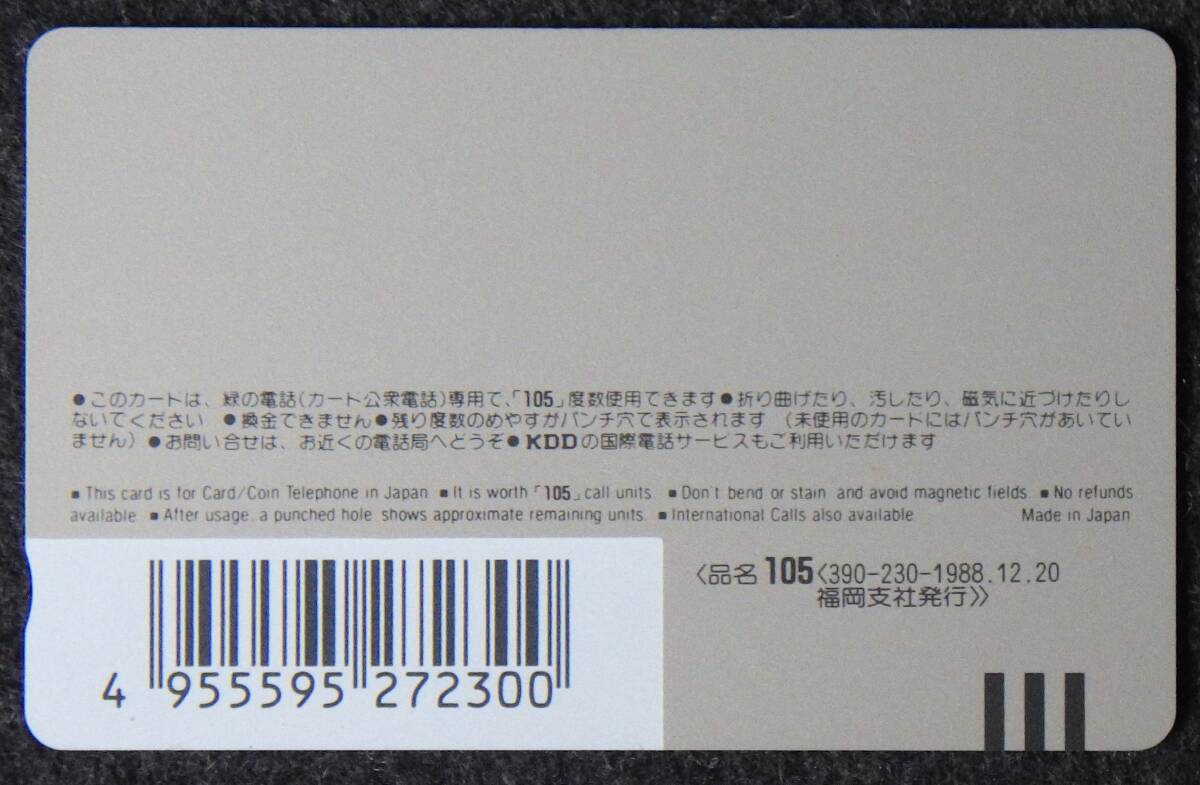 ●このカートは、緑の電話(カート公衆電話)専用で、「105」度数使用できます●折り曲げたり、汚したり、磁気に近づけたりし
ないでください ●換金できません●残り度数のめやすがパンチ穴で表示されます (未使用のカードにはパンチ穴があいてい
ません)●お問い合せは、お近くの電話局へどうぞ●KDDの国際電話サービスもご利用いただけます
■This card is for Card/Coin Telephone in Japan ■It is worth「105」call units ■Don't bend or stain and avoid magnetic fields ■No refunds
available ■After usage a punched hole shows approximate remaining units ■International Calls also available Made in Japan
〈品名 105〈390-230-1988.12.20
福岡支社発行〉〉
4 955595 272300